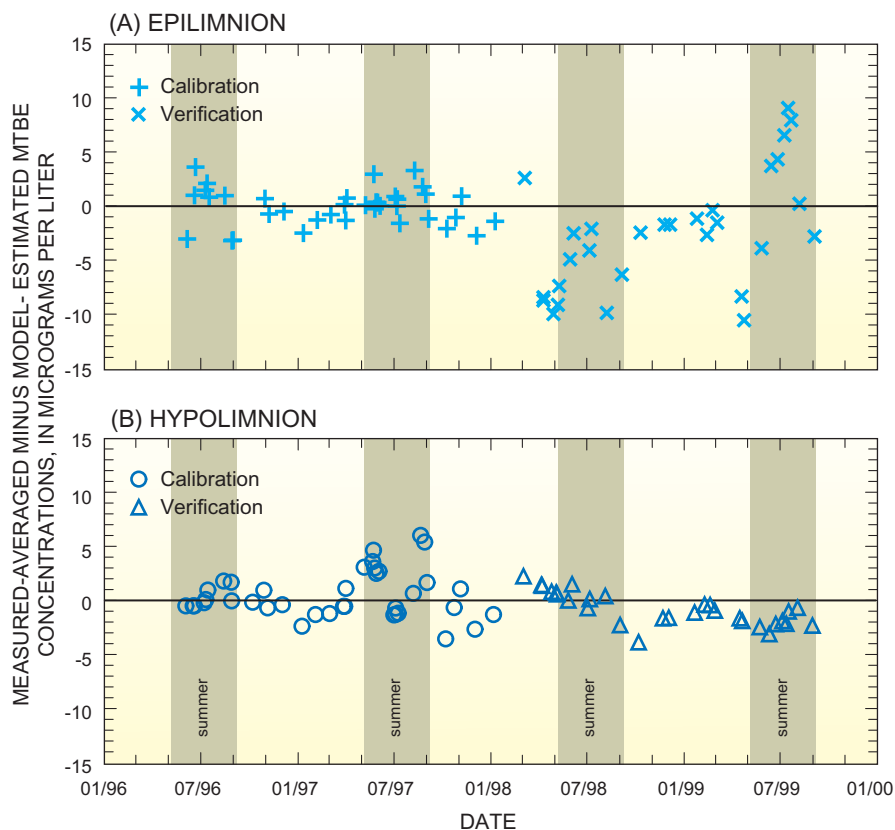 (A) EPILIMNION
MEASURED-AVERAGED MINUS MODEL- ESTIMATED MTBE
CONCENTRATIONS, IN MICROGRAMS PER LITER
15
10
5
0
-5
-10
-15
Calibration
Verification
(B) HYPOLIMNION
15
10
5
0
-5
-10
-15
Calibration
Verification
summer
summer
summer
summer
01/96 07/96 01/97 07/97 01/98 07/98 01/99 07/99 01/00
DATE